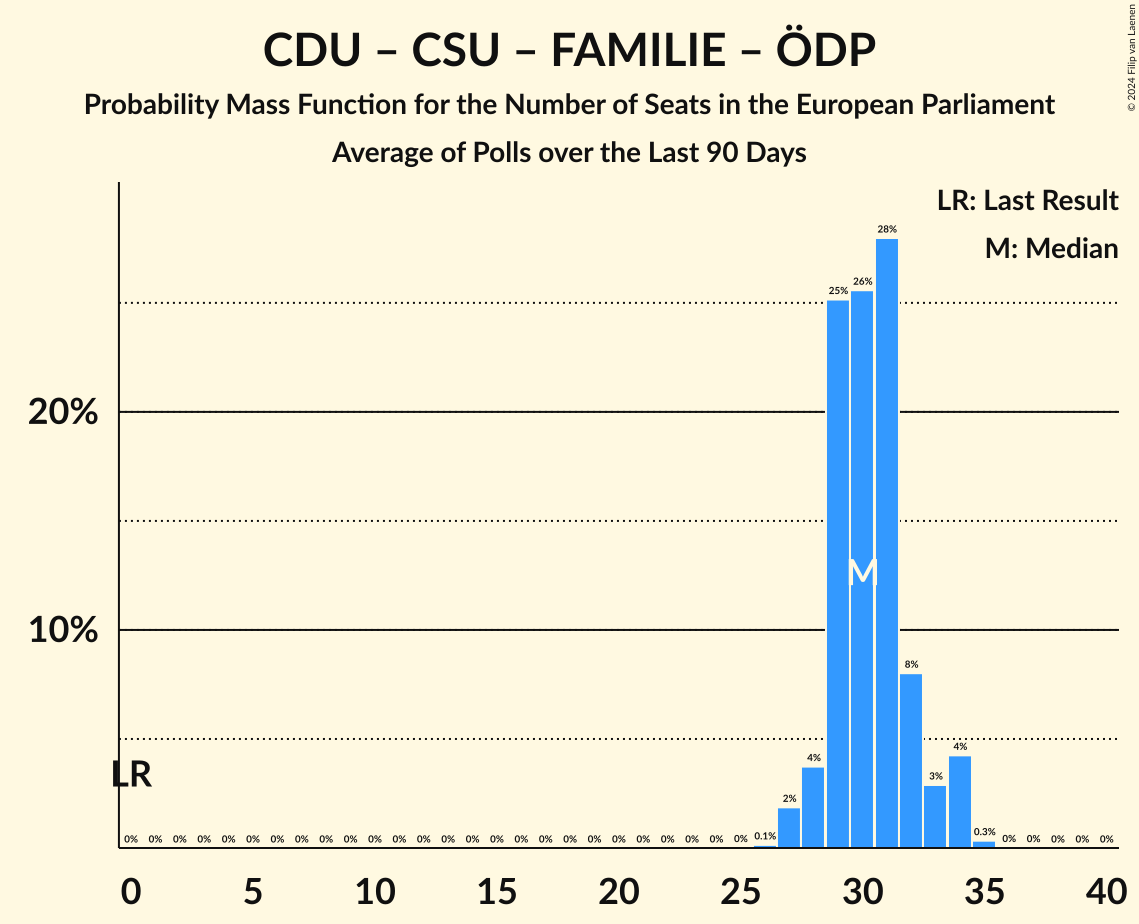 CDU – CSU – FAMILIE – ÖDP
Probability Mass Function for the Number of Seats in the European Parliament
Average of Polls over the Last 90 Days
© 2024 Filip van Laenen
LR: Last Result
M: Median
28%
25% 26%
20%
M
10%
8%
LR
4% 4%
3%
2%
0% 0% 0% 0% 0% 0% 0% 0% 0% 0% 0% 0% 0% 0% 0% 0% 0% 0% 0% 0% 0% 0% 0% 0% 0% 0% 0.1% 0.3% 0% 0% 0% 0% 0%
0 5 10 15 20 25 30 35 40